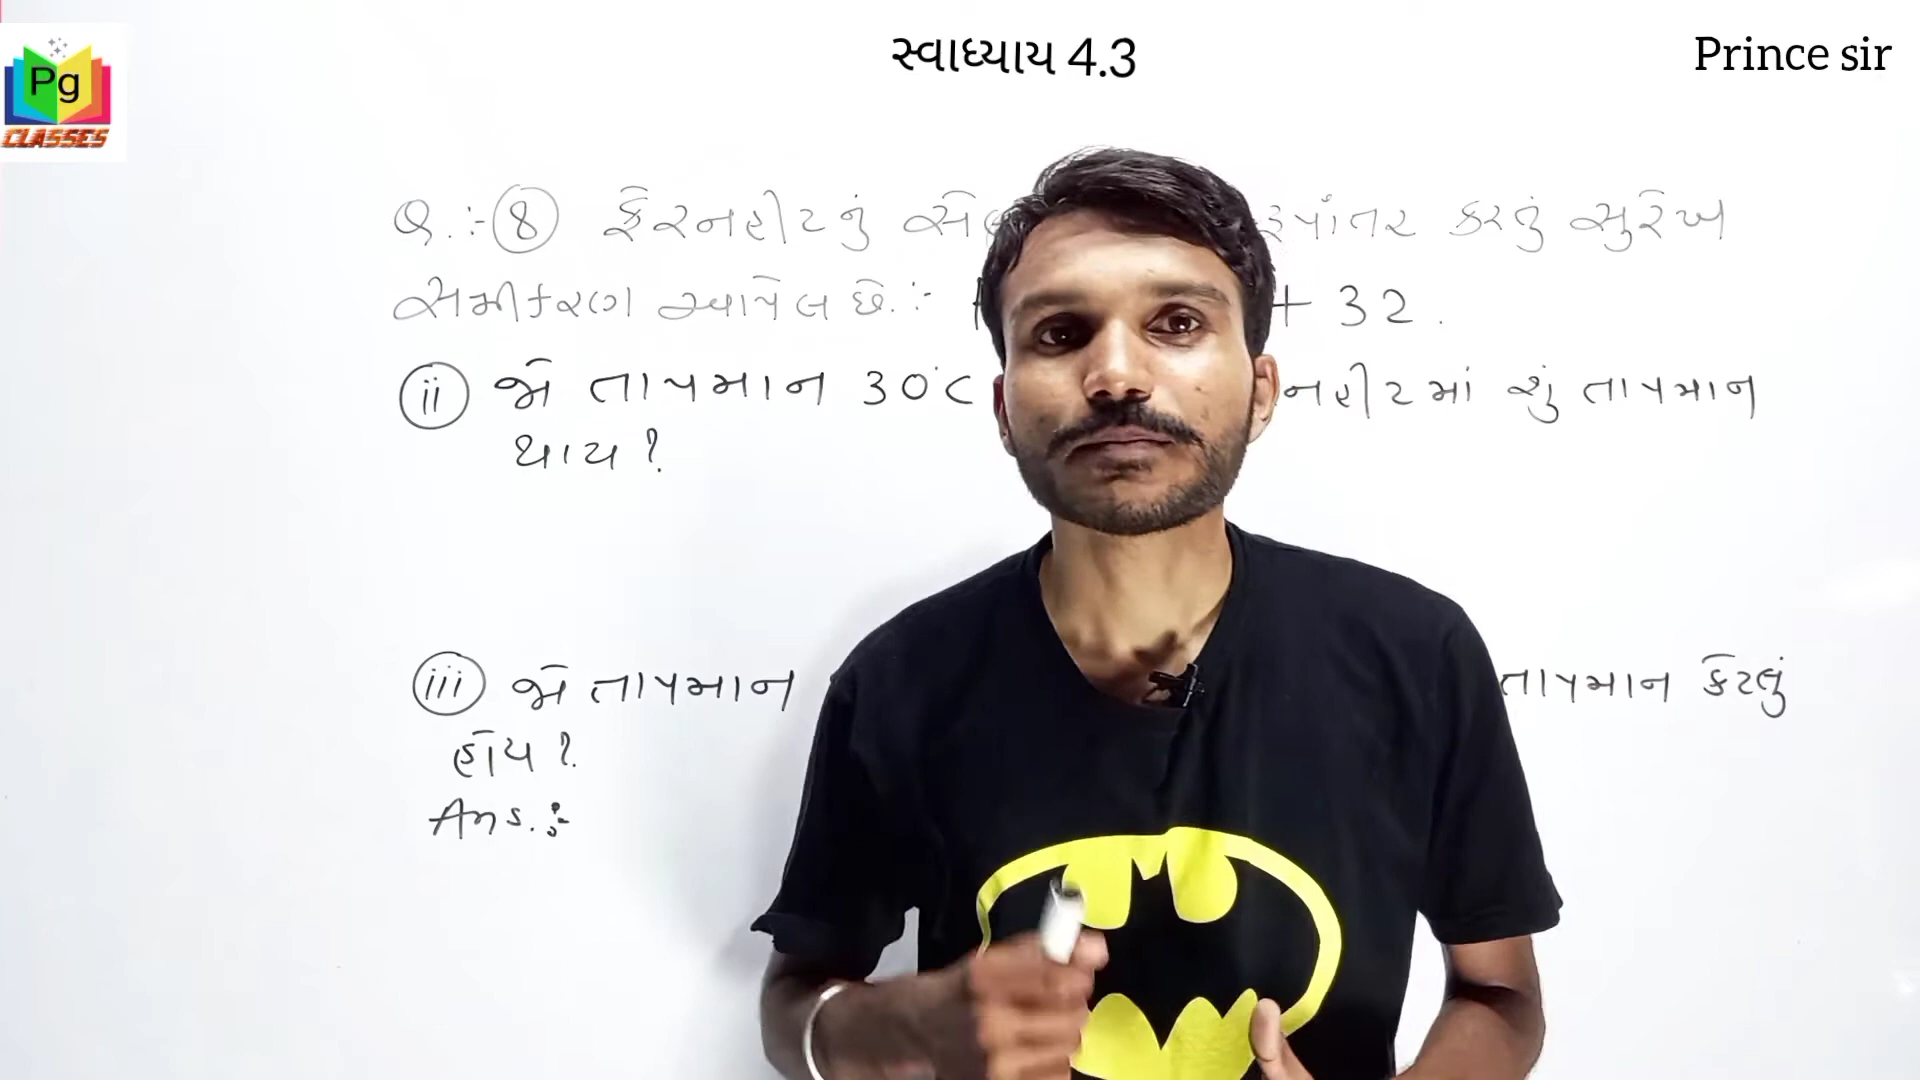 Pg
CLASSES
સ્વાધ્યાય 4.3
Prince sir
Q.:- 8 ફેરનહીટનું રૂપાંતર કરતું સુરેખ
સમીકરણ આપેલ છે.:- + 32.
ii જો તાપમાન 30°C નહીટમાં શું તાપમાન
થાય?
iii જો તાપમાન તાપમાન કેટલું
હોય?
Ans.:-